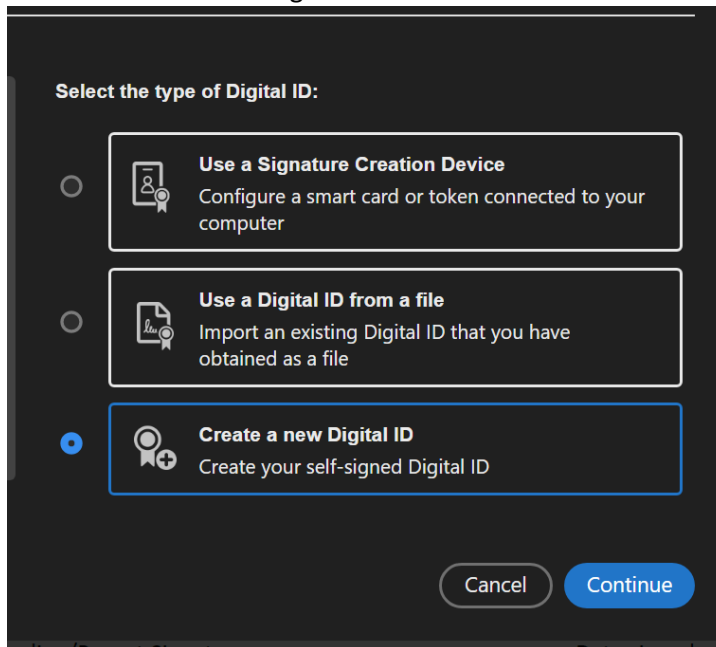 Select the type of Digital ID:
Use a Signature Creation Device
Configure a smart card or token connected to your
computer
Use a Digital ID from a file
Import an existing Digital ID that you have
obtained as a file
Create a new Digital ID
Create your self-signed Digital ID
Cancel Continue